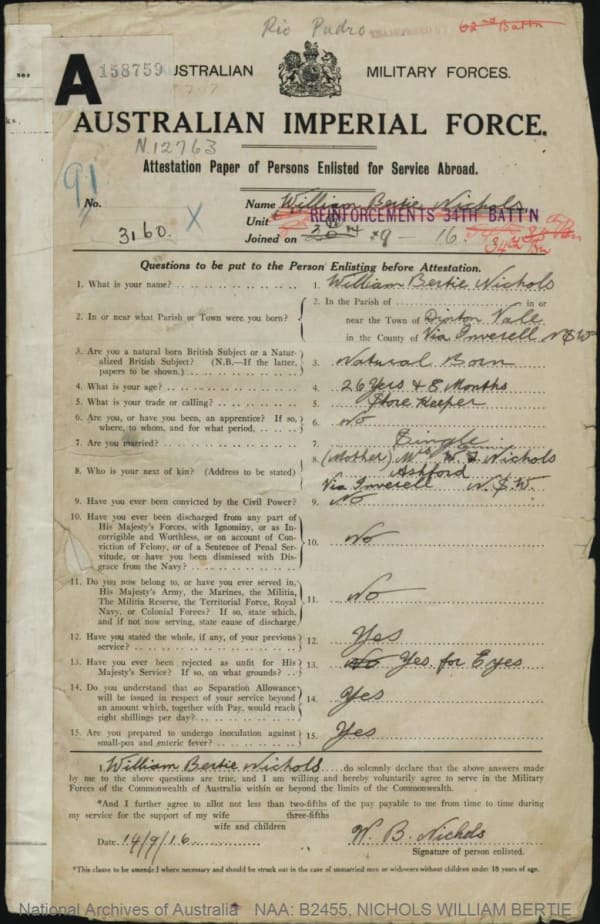 Rio Padro
62nd Battn
A 158759
AUSTRALIAN MILITARY FORCES.
AUSTRALIAN IMPERIAL FORCE.
N.12763
Attestation Paper of Persons Enlisted for Service Abroad.
91
No. 3160. X
Name William Bertie Nichols
Unit REINFORCEMENTS 34TH BATT'N
34th Bn
Joined on 9 - 16.
Questions to be put to the Person Enlisting before Attestation.
1. What is your name? 1. William Bertie Nichols
2. In or near what Parish or Town were you born? 2. In the Parish of in or
near the Town of Dinton Vale
in the County of Via Inverell N.S.W
3. Are you a natural born British Subject or a Natur-
alized British Subject? (N.B.—If the latter,
papers to be shown.) 3. Natural Born
4. What is your age? 4. 26 Yers & 8 Months
5. What is your trade or calling? 5. Store Keeper
6. Are you, or have you been, an apprentice? If so,
where, to whom, and for what period. 6. No
7. Are you married? 7. Single
8. Who is your next of kin? (Address to be stated) 8. (Mother) Mrs W. Nichols
Ashford
Via Inverell N.S.W.
9. Have you ever been convicted by the Civil Power? 9. No
10. Have you ever been discharged from any part of
His Majesty's Forces, with Ignominy, or as In-
corrigible and Worthless, or on account of Con-
viction of Felony, or of a Sentence of Penal Ser-
vitude, or have you been dismissed with Dis-
grace from the Navy? 10. No
11. Do you now belong to, or have you ever served in,
His Majesty's Army, the Marines, the Militia,
The Militia Reserve, the Territorial Force, Royal
Navy, or Colonial Forces? If so, state which,
and if not now serving, state cause of discharge 11. No
12. Have you stated the whole, if any, of your previous
service? 12. Yes
13. Have you ever been rejected as unfit for His
Majesty's Service? If so, on what grounds? 13. No Yes for Eyes
14. Do you understand that no Separation Allowance
will be issued in respect of your service beyond
an amount which, together with Pay, would reach
eight shillings per day? 14. Yes
15. Are you prepared to undergo inoculation against
small-pox and enteric fever? 15. Yes
I, William Bertie Nichols do solemnly declare that the above answers made
by me to the above questions are true, and I am willing and hereby voluntarily agree to serve in the Military
Forces of the Commonwealth of Australia within or beyond the limits of the Commonwealth.
*And I further agree to allot not less than two-fifths of the pay payable to me from time to time during
three-fifths
my service for the support of my wife
wife and children
Date 14/9/16 W. B. Nichols
Signature of person enlisted.
*This clause to be amended where necessary and should be struck out in the case of unmarried men or widowers without children under 18 years of age.
National Archives of Australia NAA: B2455, NICHOLS WILLIAM BERTIE